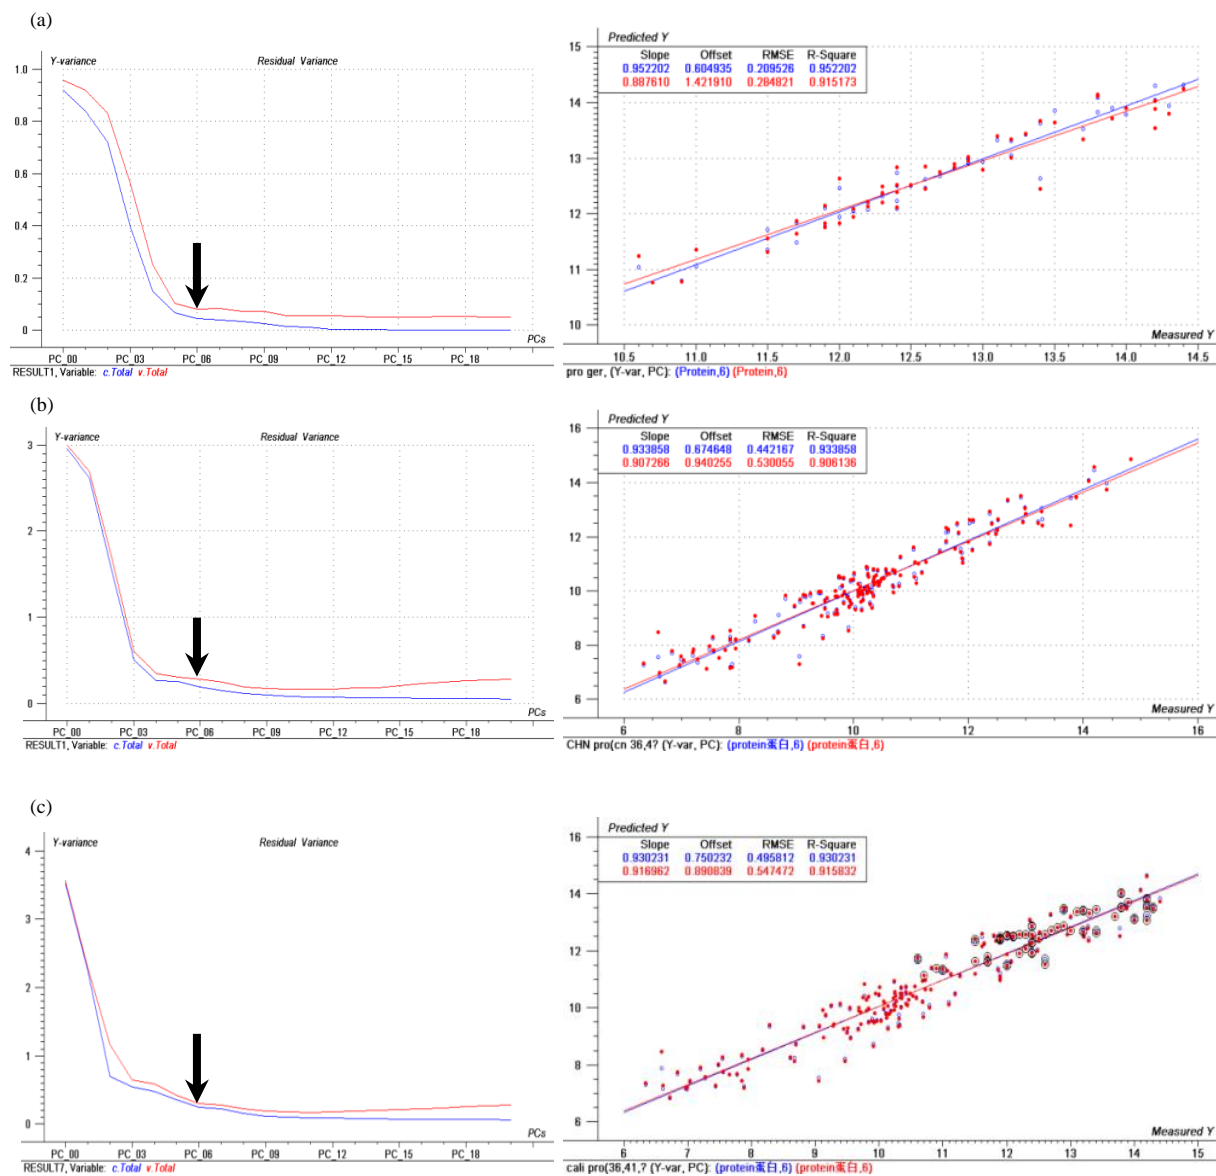 (a)
Y-variance Residual Variance
1.0
0.8
0.6
0.4
0.2
0
PCs
PC_00 PC_03 PC_06 PC_09 PC_12 PC_15 PC_18
RESULT1, Variable: c.Total v.Total
Predicted Y
15
Slope Offset RMSE R-Square
0.952202 0.604935 0.209526 0.952202
0.887610 1.421910 0.284821 0.915173
14
13
12
11
10
Measured Y
10.5 11.0 11.5 12.0 12.5 13.0 13.5 14.0 14.5
pro ger, (Y-var, PC): (Protein,6) (Protein,6)
(b)
Y-variance Residual Variance
3
2
1
0
PCs
PC_00 PC_03 PC_06 PC_09 PC_12 PC_15 PC_18
RESULT1, Variable: c.Total v.Total
Predicted Y
16
Slope Offset RMSE R-Square
0.933858 0.674648 0.442167 0.933858
0.907266 0.940255 0.530055 0.906136
14
12
10
8
6
Measured Y
6 8 10 12 14 16
CHN pro(cn 36,4? (Y-var, PC): (protein蛋白,6) (protein蛋白,6)
(c)
Y-variance Residual Variance
4
3
2
1
0
PCs
PC_00 PC_03 PC_06 PC_09 PC_12 PC_15 PC_18
RESULT7, Variable: c.Total v.Total
Predicted Y
16
Slope Offset RMSE R-Square
0.930231 0.750232 0.495812 0.930231
0.916962 0.890839 0.547472 0.915832
14
12
10
8
6
Measured Y
6 7 8 9 10 11 12 13 14 15
cali pro(36,41,? (Y-var, PC): (protein蛋白,6) (protein蛋白,6)